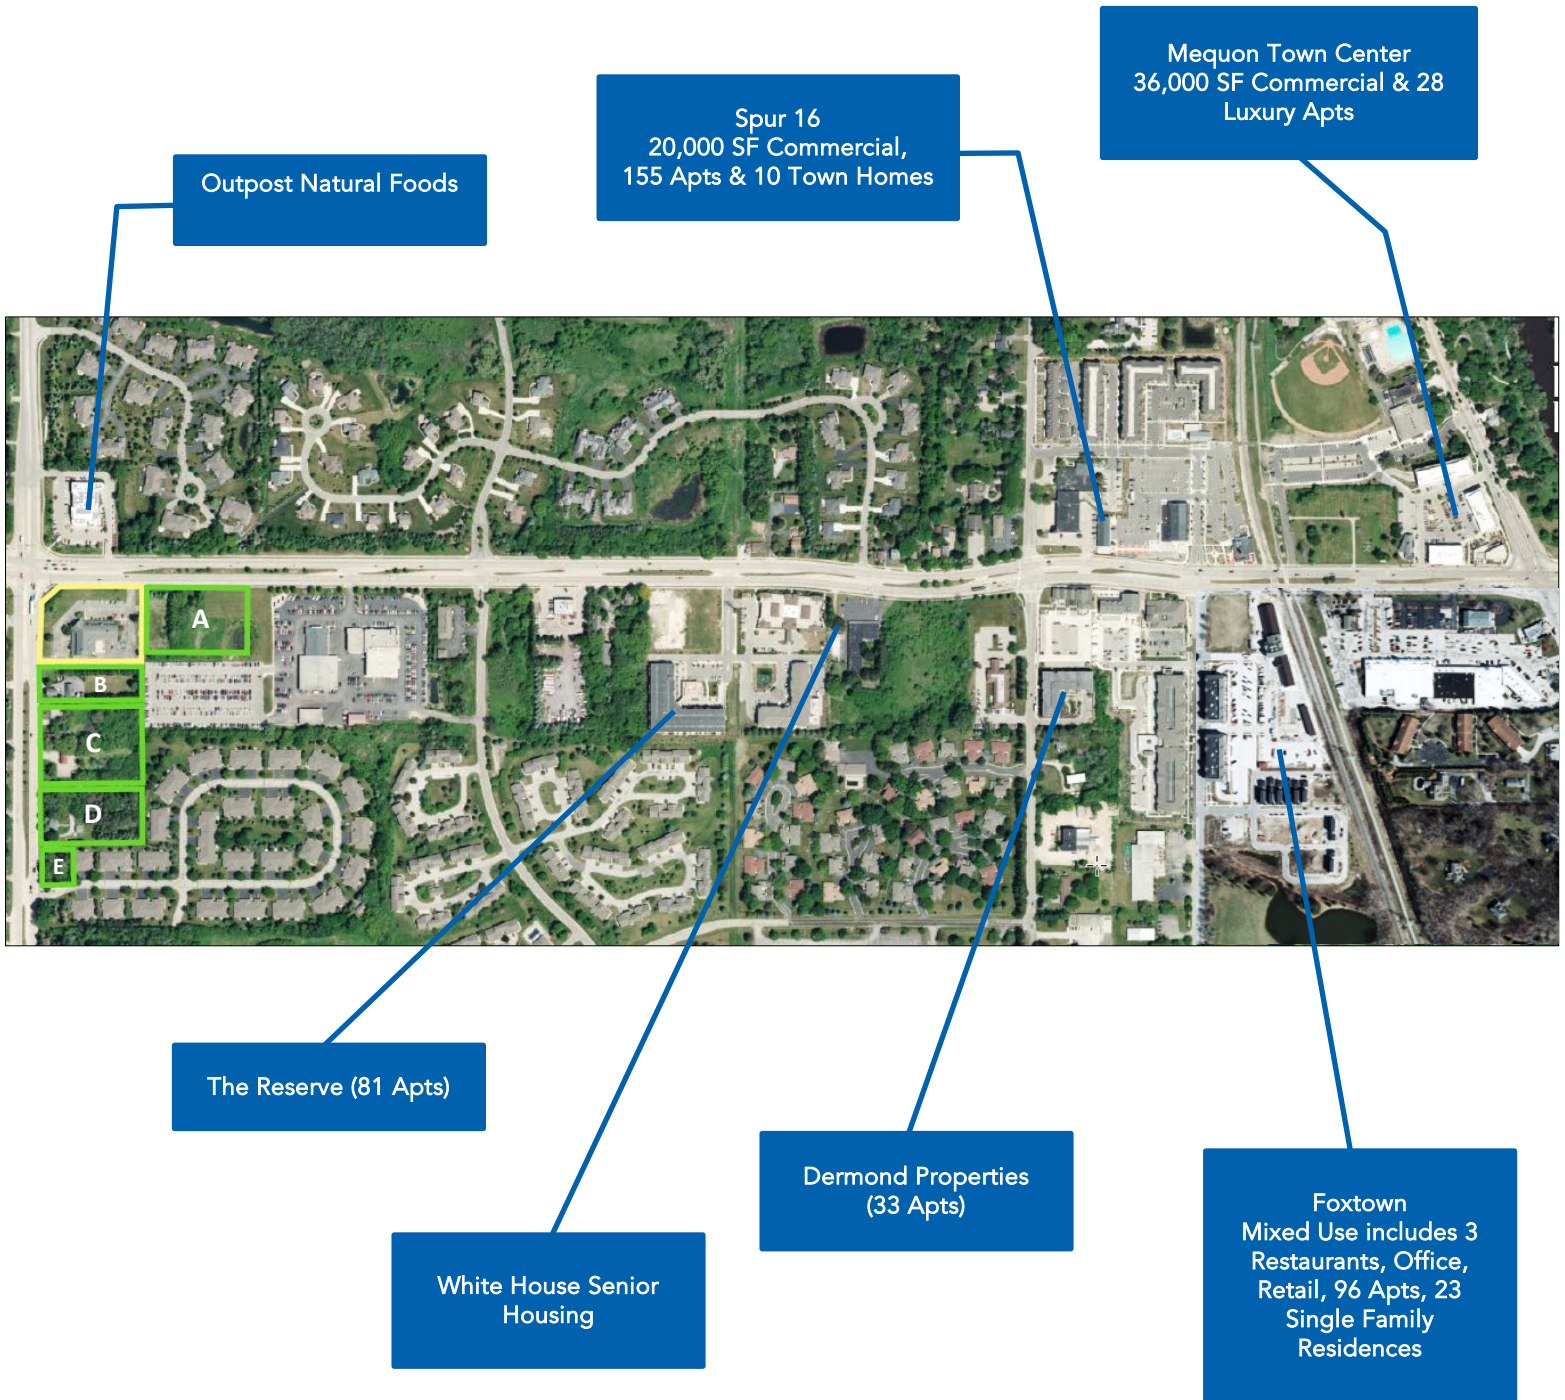 Mequon Town Center
36,000 SF Commercial & 28
Luxury Apts
Spur 16
20,000 SF Commercial,
155 Apts & 10 Town Homes
Outpost Natural Foods
A
B
C
D
E
The Reserve (81 Apts)
Dermond Properties
(33 Apts)
Foxtown
Mixed Use includes 3
Restaurants, Office,
Retail, 96 Apts, 23
Single Family
Residences
White House Senior
Housing